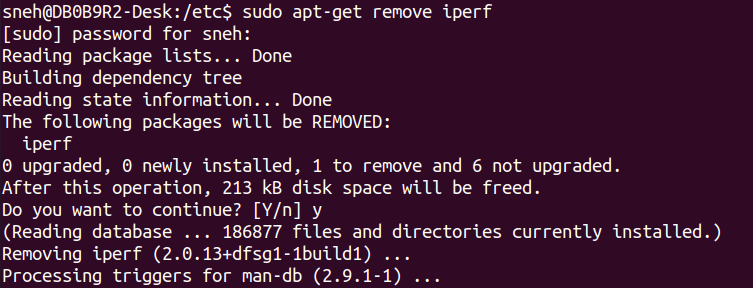 sneh@DB0B9R2-Desk:/etc$ sudo apt-get remove iperf
[sudo] password for sneh:
Reading package lists... Done
Building dependency tree
Reading state information... Done
The following packages will be REMOVED:
  iperf
0 upgraded, 0 newly installed, 1 to remove and 6 not upgraded.
After this operation, 213 kB disk space will be freed.
Do you want to continue? [Y/n] y
(Reading database ... 186877 files and directories currently installed.)
Removing iperf (2.0.13+dfsg1-1build1) ...
Processing triggers for man-db (2.9.1-1) ...